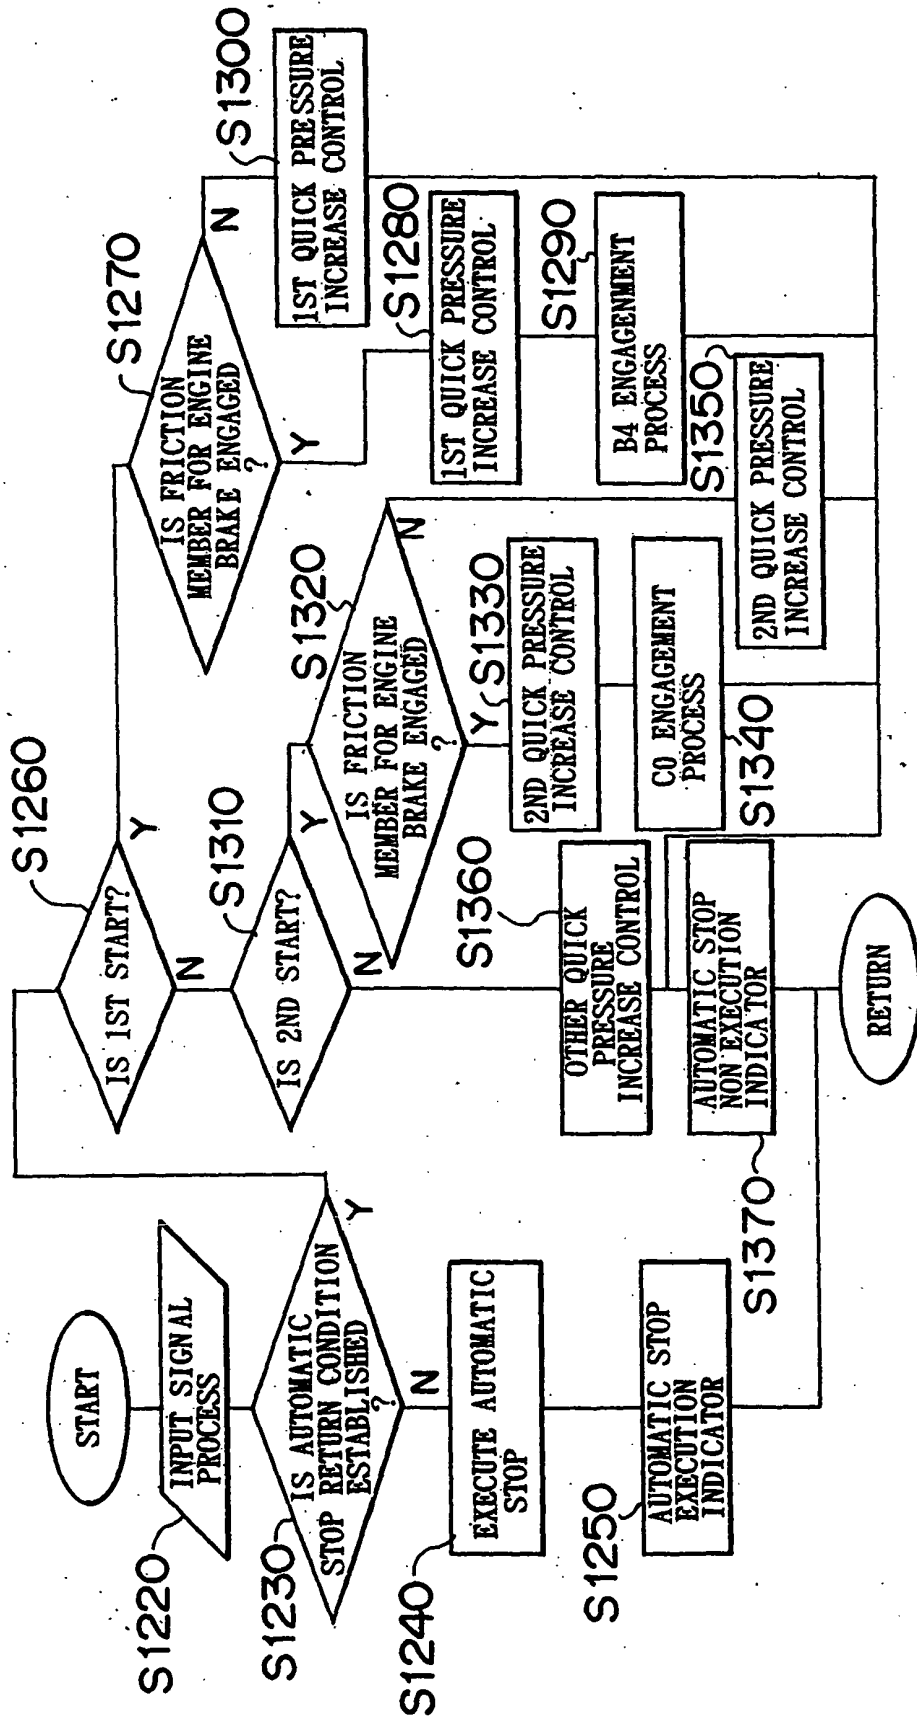 START
S1220
INPUT SIGNAL
PROCESS
S1230
IS AUTOMATIC
STOP RETURN CONDITION
ESTABLISHED
?
Y
N
S1240
EXECUTE AUTOMATIC
STOP
S1250
AUTOMATIC STOP
EXECUTION
INDICATOR
S1260
IS 1ST START?
Y
N
S1310
IS 2ND START?
Y
N
S1270
IS FRICTION
MEMBER FOR ENGINE
BRAKE ENGAGED
?
N
Y
S1300
1ST QUICK PRESSURE
INCREASE CONTROL
S1280
1ST QUICK PRESSURE
INCREASE CONTROL
S1290
B4 ENGAGENMENT
PROCESS
S1320
IS FRICTION
MEMBER FOR ENGINE
BRAKE ENGAGED
?
N
Y
S1330
2ND QUICK PRESSURE
INCREASE CONTROL
S1340
C0 ENGAGEMENT
PROCESS
S1350
2ND QUICK PRESSURE
INCREASE CONTROL
S1360
OTHER QUICK
PRESSURE
INCREASE CONTROL
S1370
AUTOMATIC STOP
NON EXECUTION
INDICATOR
RETURN